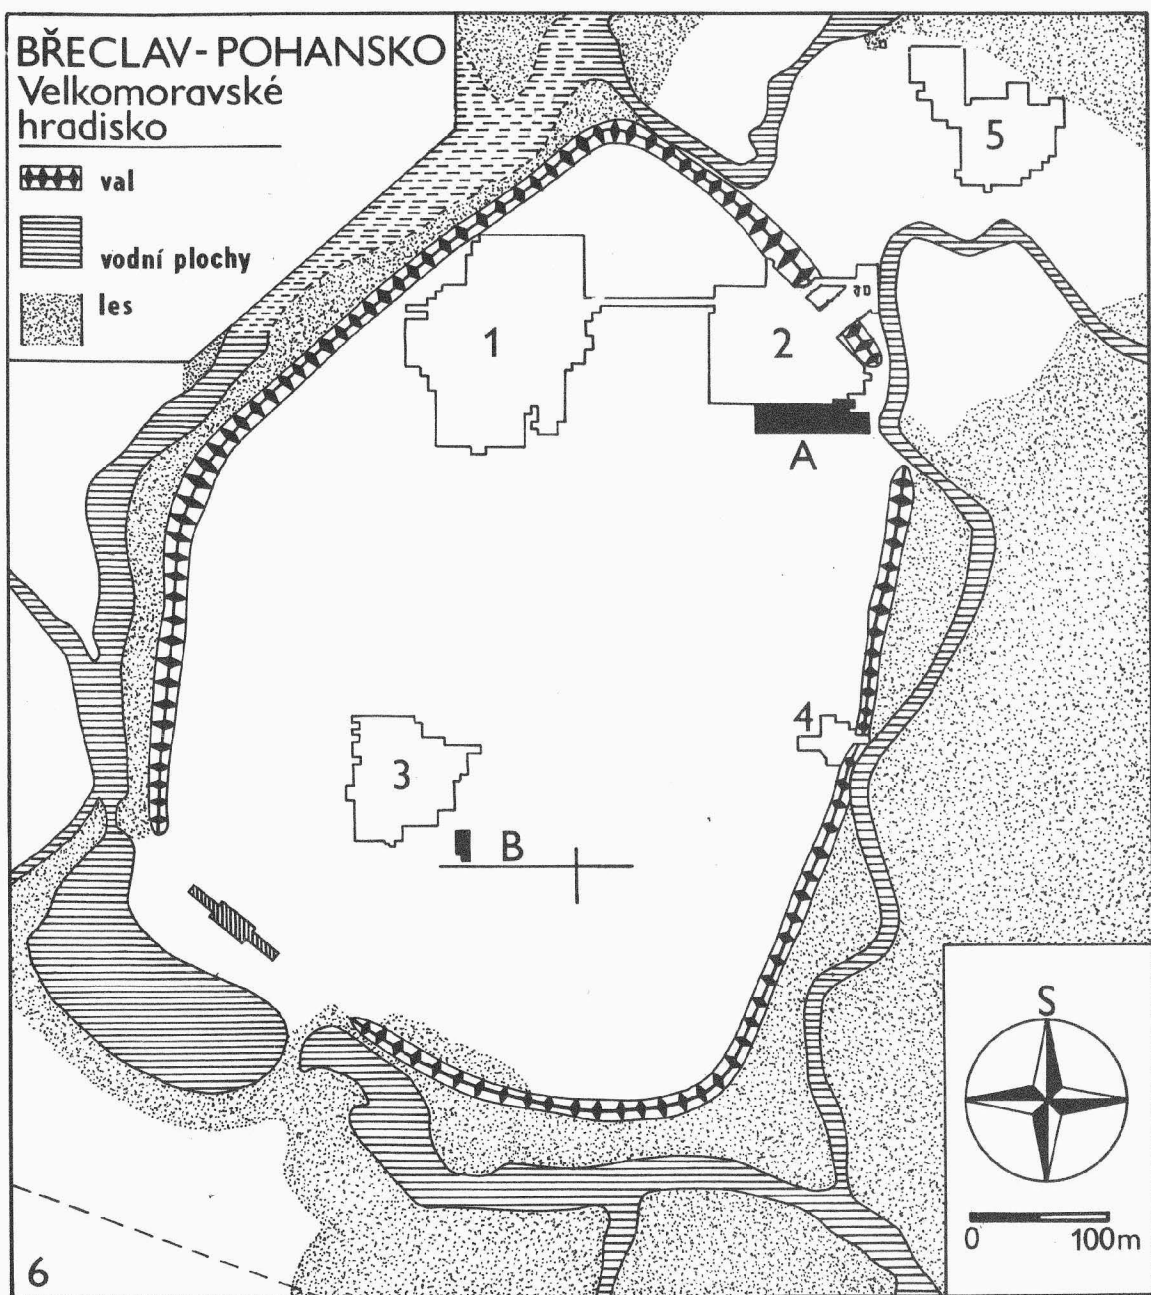 BŘECLAV-POHANSKO
Velkomoravské
hradisko
val
vodní plochy
les
5
1
2
A
4
3
B
S
0 100m
6